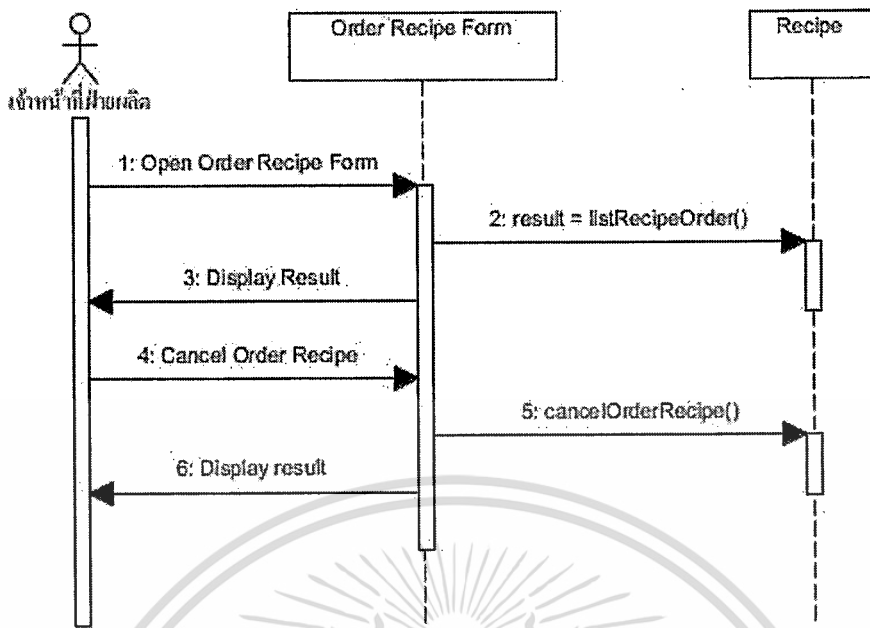 Order Recipe Form
Recipe
เจ้าหน้าที่ฝ่ายผลิต
1: Open Order Recipe Form
2: result = listRecipeOrder()
3: Display Result
4: Cancel Order Recipe
5: cancelOrderRecipe()
6: Display result